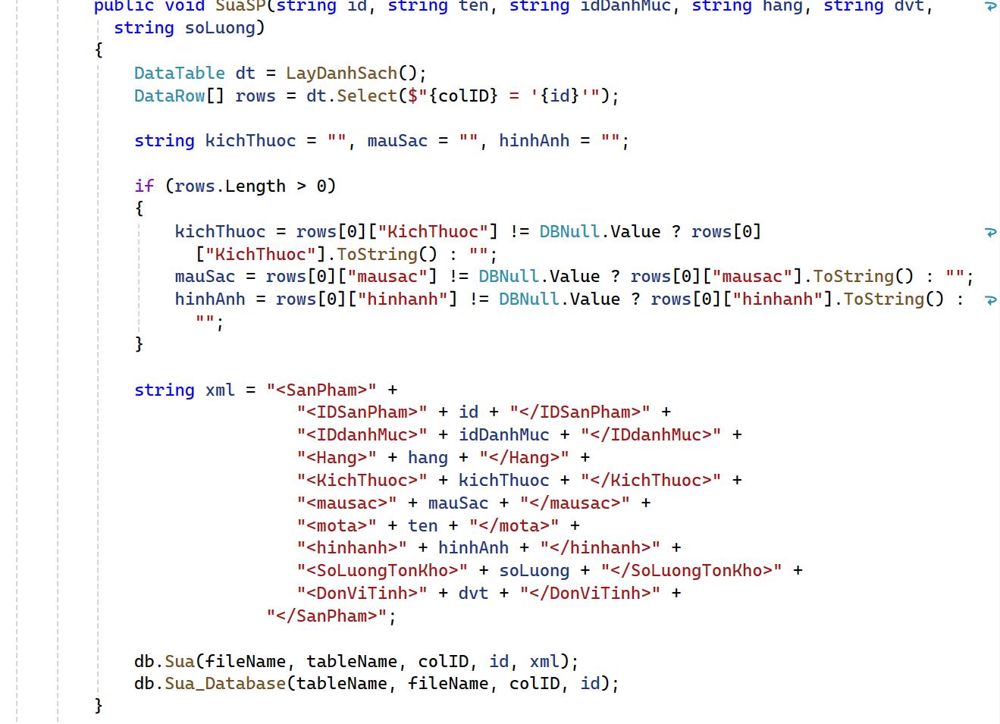 public void SuaSP(string id, string ten, string idDanhMuc, string hang, string dvt,
string soLuong)
{
DataTable dt = LayDanhSach();
DataRow[] rows = dt.Select($"{colID} = '{id}'");
string kichThuoc = "", mauSac = "", hinhAnh = "";
if (rows.Length > 0)
{
kichThuoc = rows[0]["KichThuoc"] != DBNull.Value ? rows[0]
["KichThuoc"].ToString() : "";
mauSac = rows[0]["mausac"] != DBNull.Value ? rows[0]["mausac"].ToString() : "";
hinhAnh = rows[0]["hinhanh"] != DBNull.Value ? rows[0]["hinhanh"].ToString() :
"";
}
string xml = "<SanPham>" +
"<IDSanPham>" + id + "</IDSanPham>" +
"<IDdanhMuc>" + idDanhMuc + "</IDdanhMuc>" +
"<Hang>" + hang + "</Hang>" +
"<KichThuoc>" + kichThuoc + "</KichThuoc>" +
"<mausac>" + mauSac + "</mausac>" +
"<mota>" + ten + "</mota>" +
"<hinhanh>" + hinhAnh + "</hinhanh>" +
"<SoLuongTonKho>" + soLuong + "</SoLuongTonKho>" +
"<DonViTinh>" + dvt + "</DonViTinh>" +
"</SanPham>";
db.Sua(fileName, tableName, colID, id, xml);
db.Sua_Database(tableName, fileName, colID, id);
}